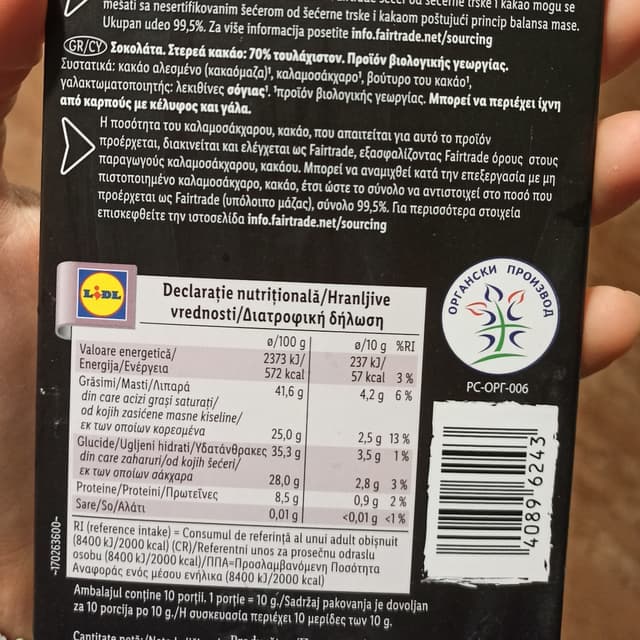 mešati sa nesertifikovanim šećerom od šećerne trske i kakaom poštujući princip balansa mase.
Ukupan udeo 99,5%. Za više informacija posetite info.fairtrade.net/sourcing
GR/CY Σοκολάτα. Στερεά κακάο: 70% τουλάχιστον. Προϊόν βιολογικής γεωργίας.
Συστατικά: κακάο αλεσμένο (κακαόμαζα)¹, καλαμοσάκχαρο¹, βούτυρο του κακάο¹,
γαλακτωματοποιητής: λεκιθίνες σόγιας¹. ¹προϊόν βιολογικής γεωργίας. Μπορεί να περιέχει ίχνη
από καρπούς με κέλυφος και γάλα.
Η ποσότητα του καλαμοσάκχαρου, κακάο, που απαιτείται για αυτό το προϊόν
προέρχεται, διακινείται και ελέγχεται ως Fairtrade, εξασφαλίζοντας Fairtrade όρους στους
παραγωγούς καλαμοσάκχαρου, κακάου. Μπορεί να αναμιχθεί κατά την επεξεργασία με μη
πιστοποιημένο καλαμοσάκχαρο, κακάο, έτσι ώστε το σύνολο να αντιστοιχεί στο ποσό που
προέρχεται ως Fairtrade (υπόλοιπο μάζας), σύνολο 99,5%. Για περισσότερα στοιχεία
επισκεφθείτε την ιστοσελίδα info.fairtrade.net/sourcing
LIDL
Declarație nutrițională/Hranljive
vrednosti/Διατροφική δήλωση
ø/100 g ø/10 g %RI
Valoare energetică/ 2373 kJ/ 237 kJ/
Energija/Ενέργεια 572 kcal 57 kcal 3 %
Grăsimi/Masti/Λιπαρά 41,6 g 4,2 g 6 %
din care acizi grași saturați/
od kojih zasićene masne kiseline/
εκ των οποίων κορεσμένα 25,0 g 2,5 g 13 %
Glucide/Ugljeni hidrati/Υδατάνθρακες 35,3 g 3,5 g 1 %
din care zaharuri/od kojih šećeri/
εκ των οποίων σάκχαρα 28,0 g 2,8 g 3 %
Proteine/Proteini/Πρωτεΐνες 8,5 g 0,9 g 2 %
Sare/So/Αλάτι 0,01 g <0,01 g <1 %
RI (reference intake) = Consumul de referință al unui adult obișnuit
(8400 kJ/2000 kcal) (CR)/Referentni unos za prosečnu odraslu
osobu (8400 kJ/2000 kcal)/ΠΠΑ=Προσλαμβανόμενη Ποσότητα
Αναφοράς ενός μέσου ενήλικα (8400 kJ/2000 kcal)
Ambalajul conține 10 porții. 1 porție = 10 g./Sadržaj pakovanja je dovoljan
za 10 porcija po 10 g./Η συσκευασία περιέχει 10 μερίδες των 10 g.
ОРГАНСКИ ПРОИЗВОД
РС-ОРГ-006
4089 6243
-170263600-